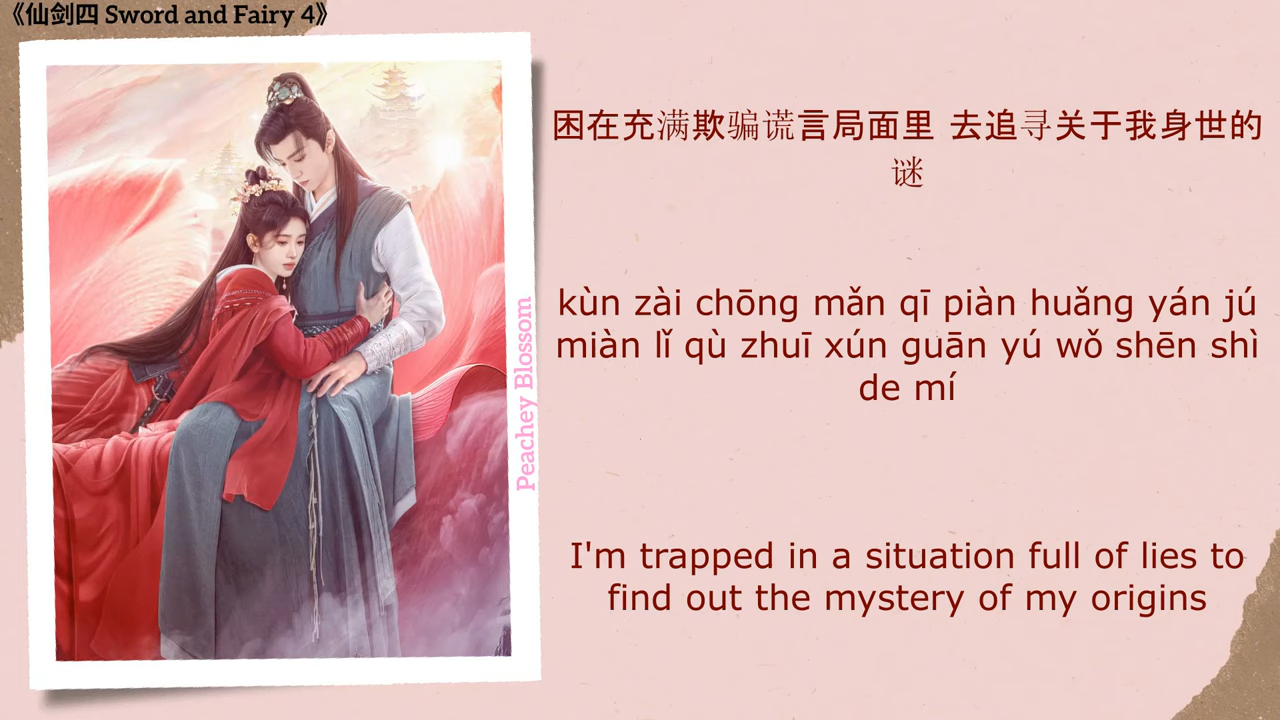 《仙剑四 Sword and Fairy 4》
困在充满欺骗谎言局面里 去追寻关于我身世的
谜
kùn zài chōng mǎn qī piàn huǎng yán jú
miàn lǐ qù zhuī xún guān yú wǒ shēn shì
de mí
Peachey Blossom
I'm trapped in a situation full of lies to
find out the mystery of my origins